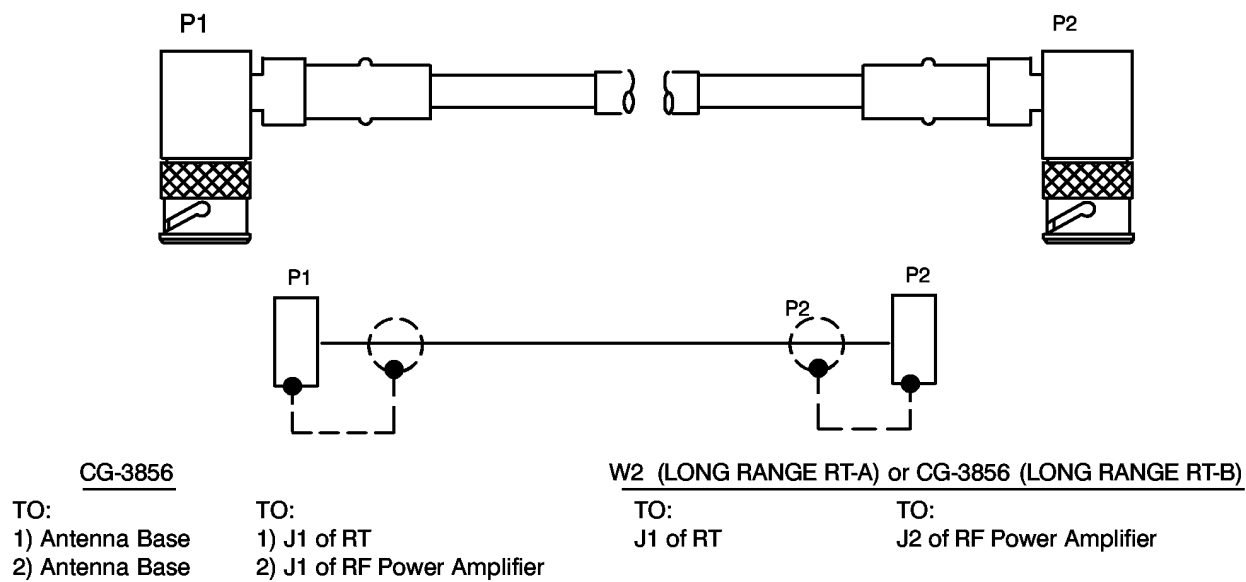 P1
P2
P1
P2
P2
CG-3856
W2 (LONG RANGE RT-A) or CG-3856 (LONG RANGE RT-B)
TO:
TO:
TO:
TO:
1) Antenna Base
1) J1 of RT
J1 of RT
J2 of RF Power Amplifier
2) Antenna Base
2) J1 of RF Power Amplifier